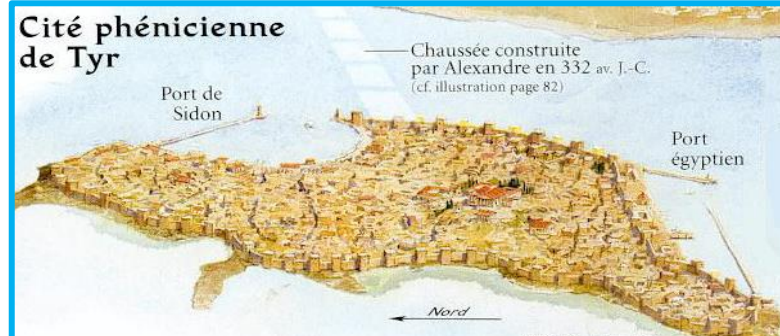 Cité phénicienne
de Tyr
Chaussée construite
par Alexandre en 332 av. J.-C.
(cf. illustration page 82)
Port de
Sidon
Port
égyptien
Nord